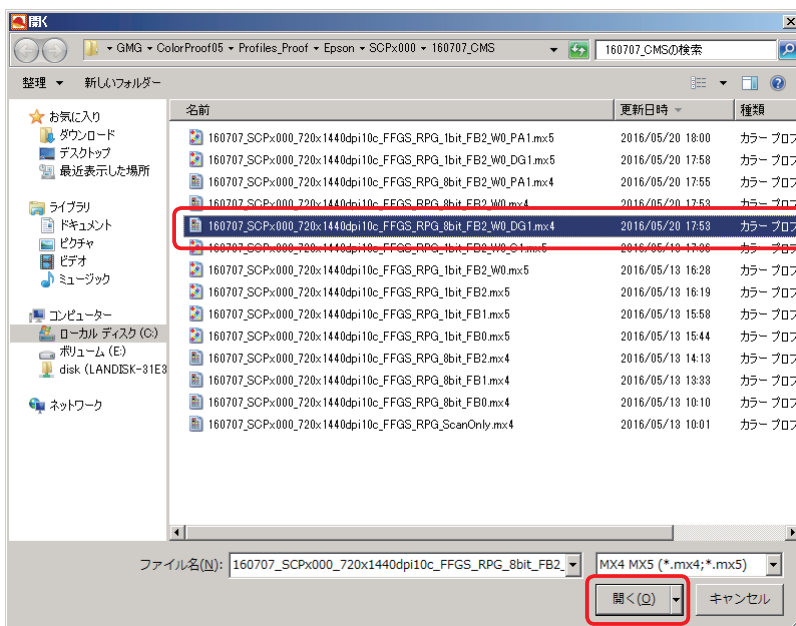 開く
GMG ▸ ColorProof05 ▸ Profiles_Proof ▸ Epson ▸ SCPx000 ▸ 160707_CMS
160707_CMSの検索
整理 ▼ 新しいフォルダー
お気に入り
ダウンロード
デスクトップ
最近表示した場所
ライブラリ
ドキュメント
ピクチャ
ビデオ
ミュージック
コンピューター
ローカル ディスク (C:)
ボリューム (E:)
disk (LANDISK-31E3
ネットワーク
名前 更新日時 種類
160707_SCPx000_720x1440dpi10c_FFGS_RPG_1bit_FB2_W0_PA1.mx5 2016/05/20 18:00 カラー プロフ
160707_SCPx000_720x1440dpi10c_FFGS_RPG_1bit_FB2_W0_DG1.mx5 2016/05/20 17:58 カラー プロフ
160707_SCPx000_720x1440dpi10c_FFGS_RPG_8bit_FB2_W0_PA1.mx4 2016/05/20 17:55 カラー プロフ
160707_SCPx000_720x1440dpi10c_FFGS_RPG_8bit_FB2_W0.mx4 2016/05/20 17:53 カラー プロフ
160707_SCPx000_720x1440dpi10c_FFGS_RPG_8bit_FB2_W0_DG1.mx4 2016/05/20 17:53 カラー プロフ
160707_SCPx000_720x1440dpi10c_FFGS_RPG_1bit_FB2_W0_G1.mx5 2016/05/13 17:06 カラー プロフ
160707_SCPx000_720x1440dpi10c_FFGS_RPG_1bit_FB2_W0.mx5 2016/05/13 16:28 カラー プロフ
160707_SCPx000_720x1440dpi10c_FFGS_RPG_1bit_FB2.mx5 2016/05/13 16:19 カラー プロフ
160707_SCPx000_720x1440dpi10c_FFGS_RPG_1bit_FB1.mx5 2016/05/13 15:58 カラー プロフ
160707_SCPx000_720x1440dpi10c_FFGS_RPG_1bit_FB0.mx5 2016/05/13 15:44 カラー プロフ
160707_SCPx000_720x1440dpi10c_FFGS_RPG_8bit_FB2.mx4 2016/05/13 14:13 カラー プロフ
160707_SCPx000_720x1440dpi10c_FFGS_RPG_8bit_FB1.mx4 2016/05/13 13:33 カラー プロフ
160707_SCPx000_720x1440dpi10c_FFGS_RPG_8bit_FB0.mx4 2016/05/13 10:10 カラー プロフ
160707_SCPx000_720x1440dpi10c_FFGS_RPG_ScanOnly.mx4 2016/05/13 10:01 カラー プロフ
ファイル名(N): 160707_SCPx000_720x1440dpi10c_FFGS_RPG_8bit_FB2_ MX4 MX5 (*.mx4;*.mx5)
開く(O) キャンセル